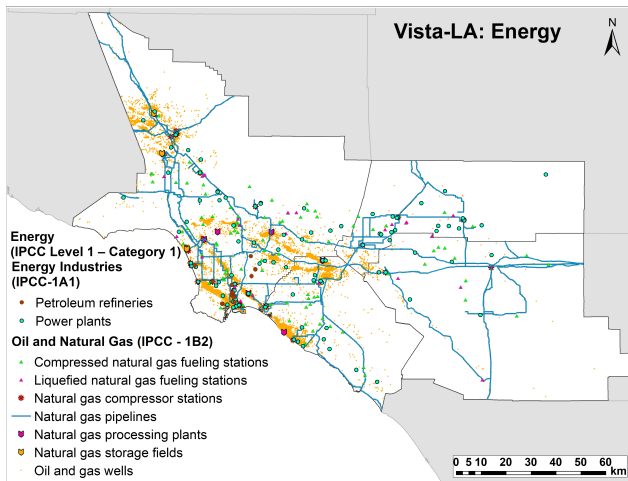 Vista-LA: Energy
N
Energy
(IPCC Level 1 – Category 1)
Energy Industries
(IPCC-1A1)
Petroleum refineries
Power plants
Oil and Natural Gas (IPCC - 1B2)
Compressed natural gas fueling stations
Liquefied natural gas fueling stations
Natural gas compressor stations
Natural gas pipelines
Natural gas processing plants
Natural gas storage fields
Oil and gas wells
0 5 10 20 30 40 50 60
km